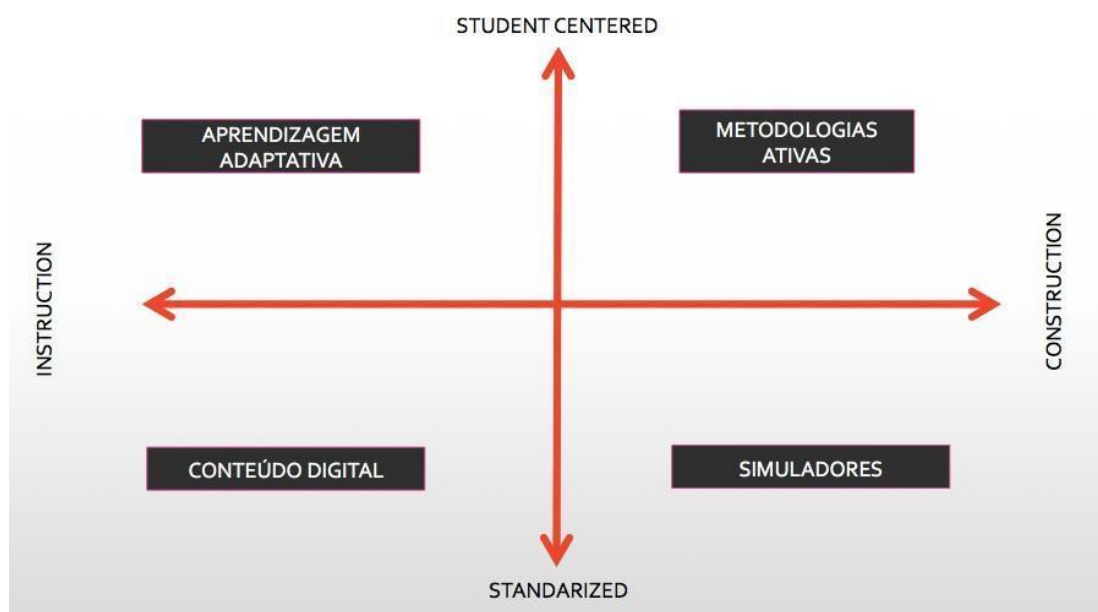 STUDENT CENTERED
APRENDIZAGEM
ADAPTATIVA
METODOLOGIAS
ATIVAS
INSTRUCTION
CONSTRUCTION
CONTEÚDO DIGITAL
SIMULADORES
STANDARIZED